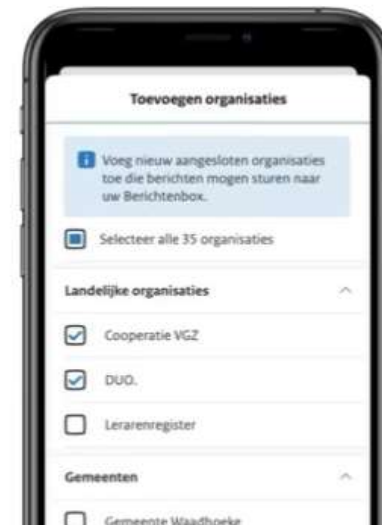 Toevoegen organisaties
Voeg nieuw aangesloten organisaties
toe die berichten mogen sturen naar
uw Berichtenbox.
Selecteer alle 35 organisaties
Landelijke organisaties
Cooperatie VGZ
DUO.
Lerarenregister
Gemeenten
Gemeente Waadhoeke